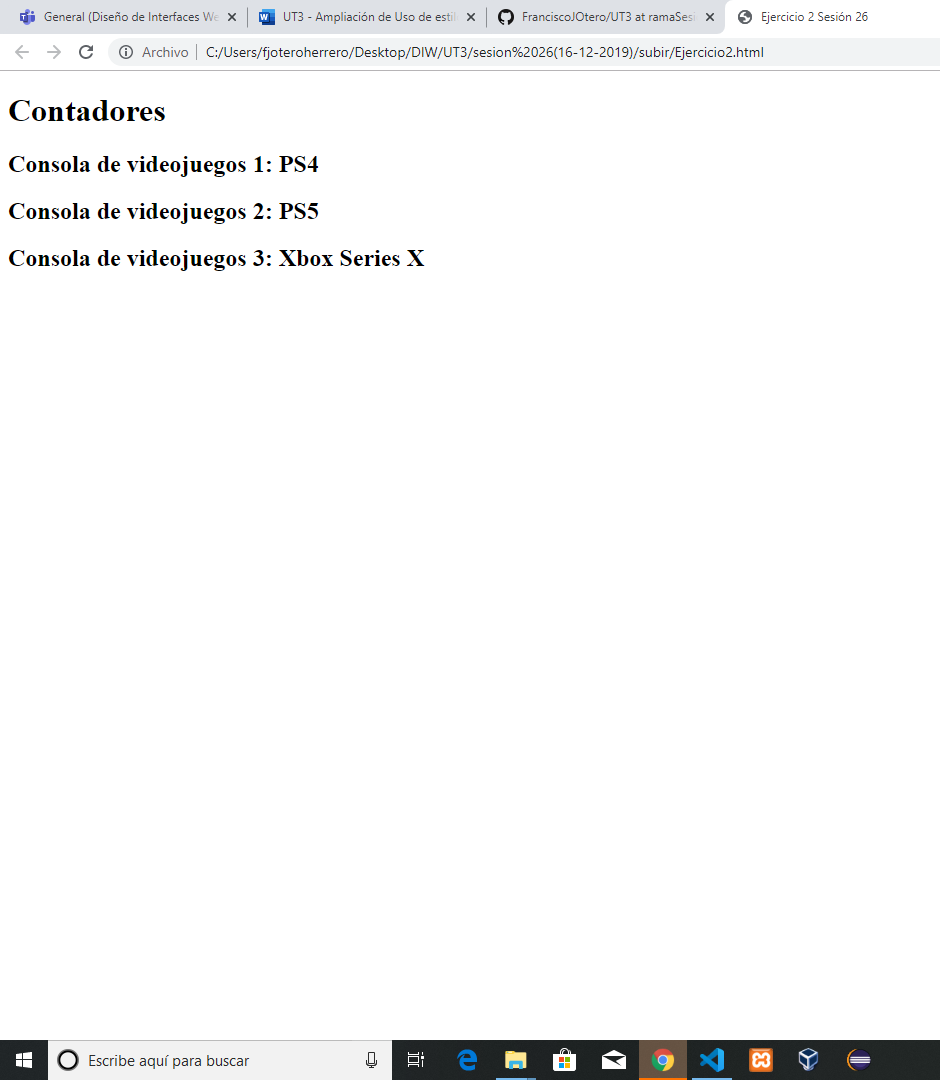 General (Diseño de Interfaces We
UT3 - Ampliación de Uso de estil
FranciscoJOtero/UT3 at ramaSesi
Ejercicio 2 Sesión 26
Archivo
C:/Users/fjoteroherrero/Desktop/DIW/UT3/sesion%2026(16-12-2019)/subir/Ejercicio2.html
Contadores
Consola de videojuegos 1: PS4
Consola de videojuegos 2: PS5
Consola de videojuegos 3: Xbox Series X
Escribe aquí para buscar